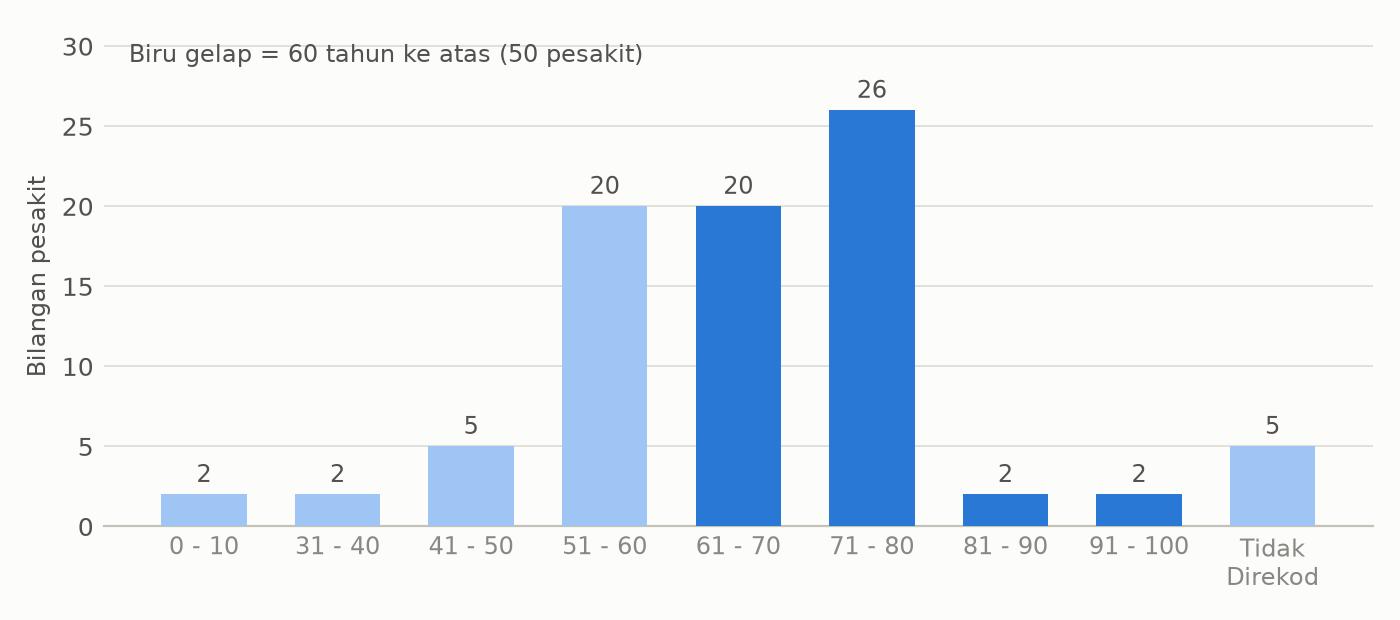 Biru gelap = 60 tahun ke atas (50 pesakit)
Bilangan pesakit
30
25
20
15
10
5
0
2
2
5
20
20
26
2
2
5
0 - 10
31 - 40
41 - 50
51 - 60
61 - 70
71 - 80
81 - 90
91 - 100
Tidak
Direkod